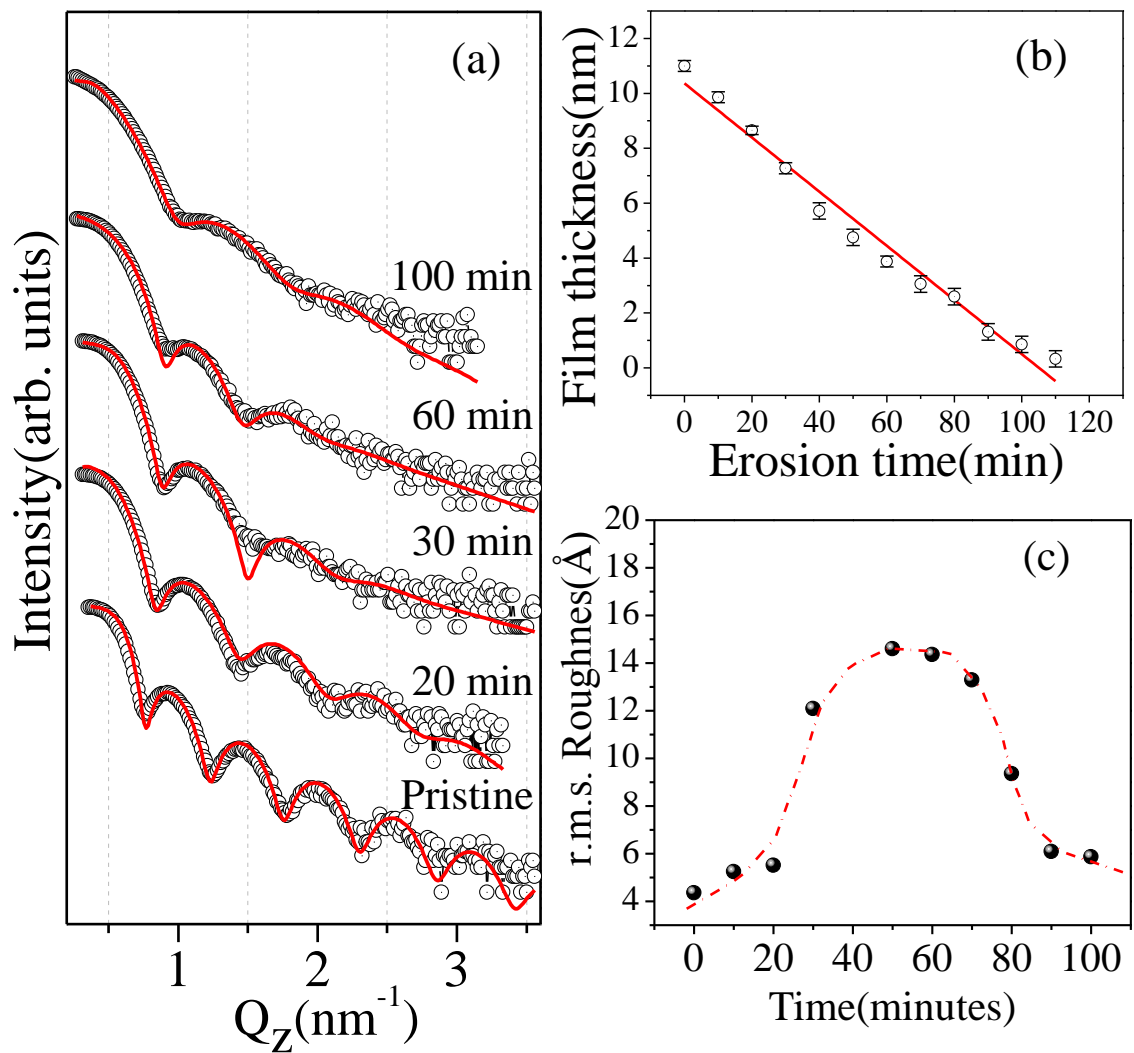 (a)
100 min
60 min
30 min
20 min
Pristine
Intensity(arb. units)
1 2 3
Q_Z(nm^-1)
(b)
12
10
8
6
4
2
0
Film thickness(nm)
0 20 40 60 80 100 120
Erosion time(min)
(c)
20
18
16
14
12
10
8
6
4
r.m.s. Roughnes(Å)
0 20 40 60 80 100
Time(minutes)